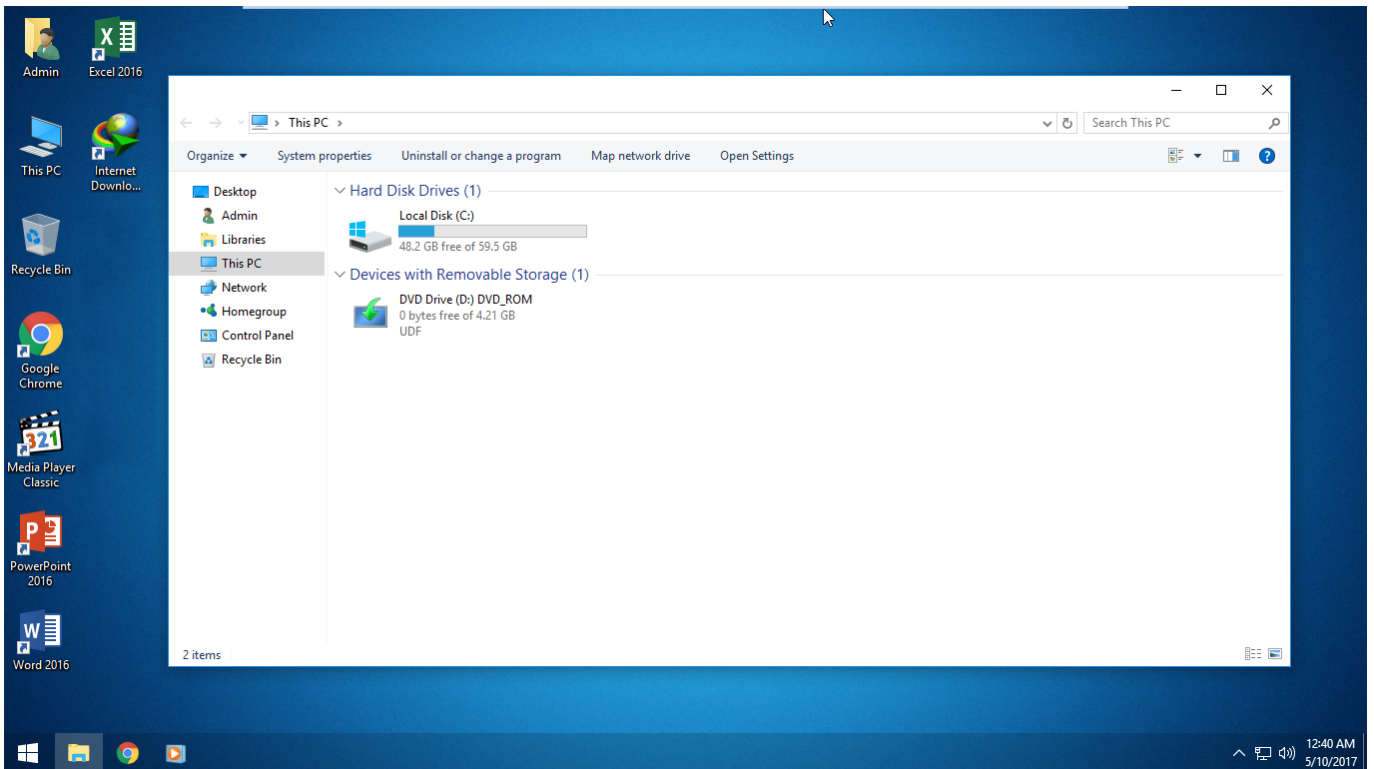 Admin
Excel 2016
This PC
Internet
Downlo...
Recycle Bin
Google
Chrome
321
Media Player
Classic
P
PowerPoint
2016
W
Word 2016
X
This PC
Search This PC
Organize
System properties
Uninstall or change a program
Map network drive
Open Settings
?
Desktop
Admin
Libraries
This PC
Network
Homegroup
Control Panel
Recycle Bin
Hard Disk Drives (1)
Local Disk (C:)
48.2 GB free of 59.5 GB
Devices with Removable Storage (1)
DVD Drive (D:) DVD_ROM
0 bytes free of 4.21 GB
UDF
2 items
12:40 AM
5/10/2017